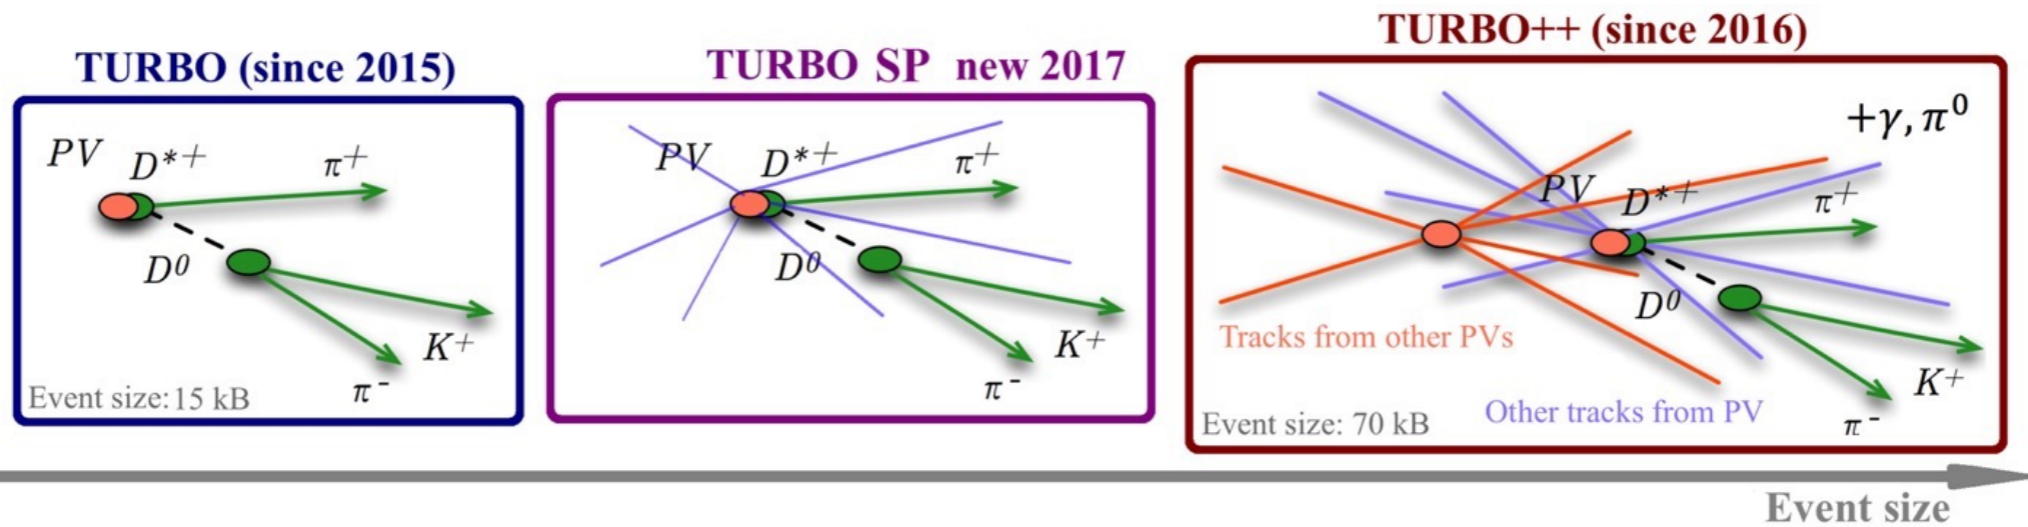 TURBO (since 2015)
PV D*+ π+
D0
K+
π-
Event size: 15 kB
TURBO SP new 2017
PV D*+ π+
D0
K+
π-
TURBO++ (since 2016)
+γ, π0
PV D*+ π+
D0
Tracks from other PVs
K+
Other tracks from PV
π-
Event size: 70 kB
Event size